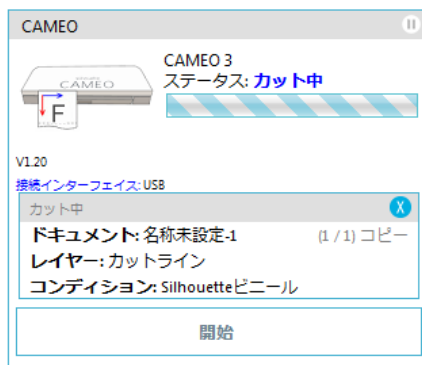 CAMEO
CAMEO 3
ステータス: カット中
CAMEO
F
V1.20
接続インターフェイス: USB
カット中 X
ドキュメント: 名称未設定-1 (1 / 1) コピー
レイヤー: カットライン
コンディション: Silhouetteビニール
開始